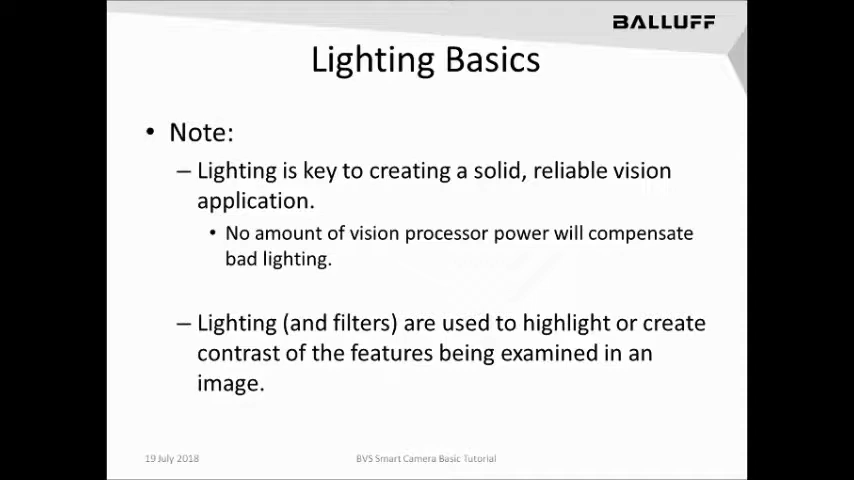 BALLUFF
Lighting Basics
• Note:
– Lighting is key to creating a solid, reliable vision
application.
• No amount of vision processor power will compensate
bad lighting.
– Lighting (and filters) are used to highlight or create
contrast of the features being examined in an
image.
19 July 2018
BVS Smart Camera Basic Tutorial